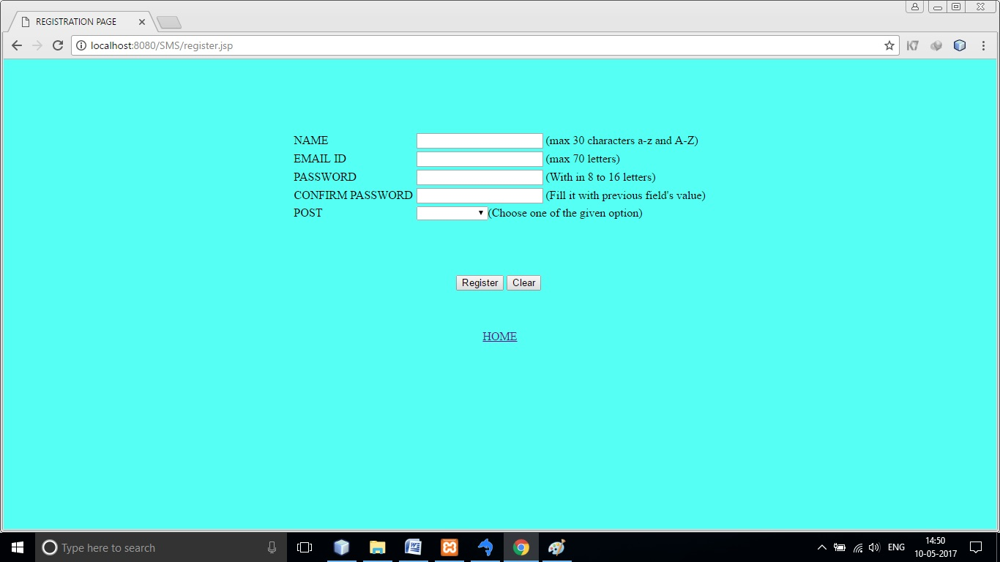 REGISTRATION PAGE
localhost:8080/SMS/register.jsp
K7
NAME (max 30 characters a-z and A-Z)
EMAIL ID (max 70 letters)
PASSWORD (With in 8 to 16 letters)
CONFIRM PASSWORD (Fill it with previous field's value)
POST (Choose one of the given option)
Register Clear
HOME
Type here to search
ENG
14:50
10-05-2017